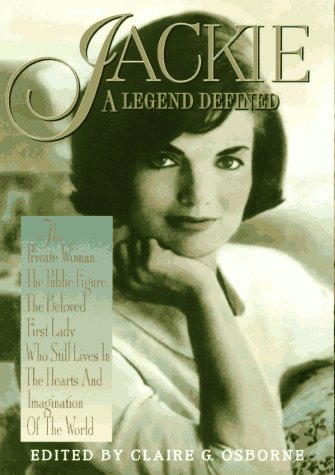 JACKIE
A LEGEND DEFINED
The
Private Woman,
The Public Figure,
The Beloved
First Lady
Who Still Lives In
The Hearts And
Imagination
Of The World
EDITED BY CLAIRE G. OSBORNE